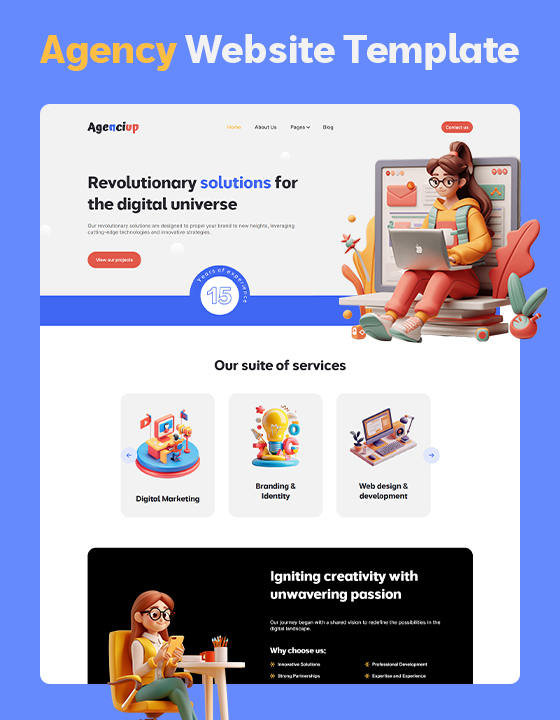 Agency Website Template
Agenciup
Home
About Us
Pages
Blog
Contact us
Revolutionary solutions for
the digital universe
Our revolutionary solutions are designed to propel your brand to new heights, leveraging
cutting-edge technologies and innovative strategies.
View our projects
Years of experience
15
Our suite of services
Digital Marketing
Branding &
Identity
Web design &
development
Igniting creativity with
unwavering passion
Our journey began with a shared vision to redefine the possibilities in the
digital landscape.
Why choose us:
Innovative Solutions
Professional Development
Strong Partnerships
Expertise and Experience